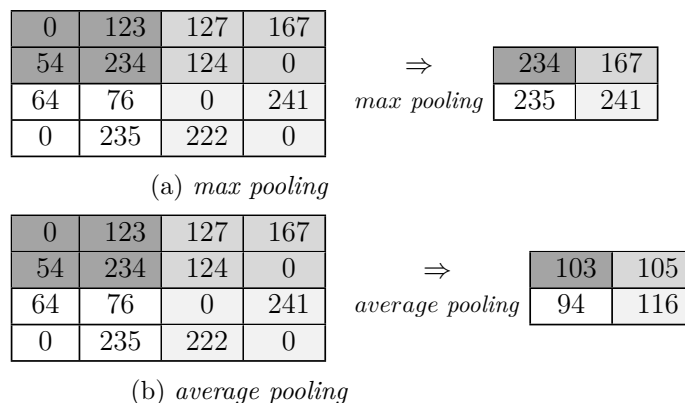 0 123 127 167
54 234 124 0 ⇒ 234 167
64 76 0 241 max pooling 235 241
0 235 222 0
(a) max pooling
0 123 127 167
54 234 124 0 ⇒ 103 105
64 76 0 241 average pooling 94 116
0 235 222 0
(b) average pooling